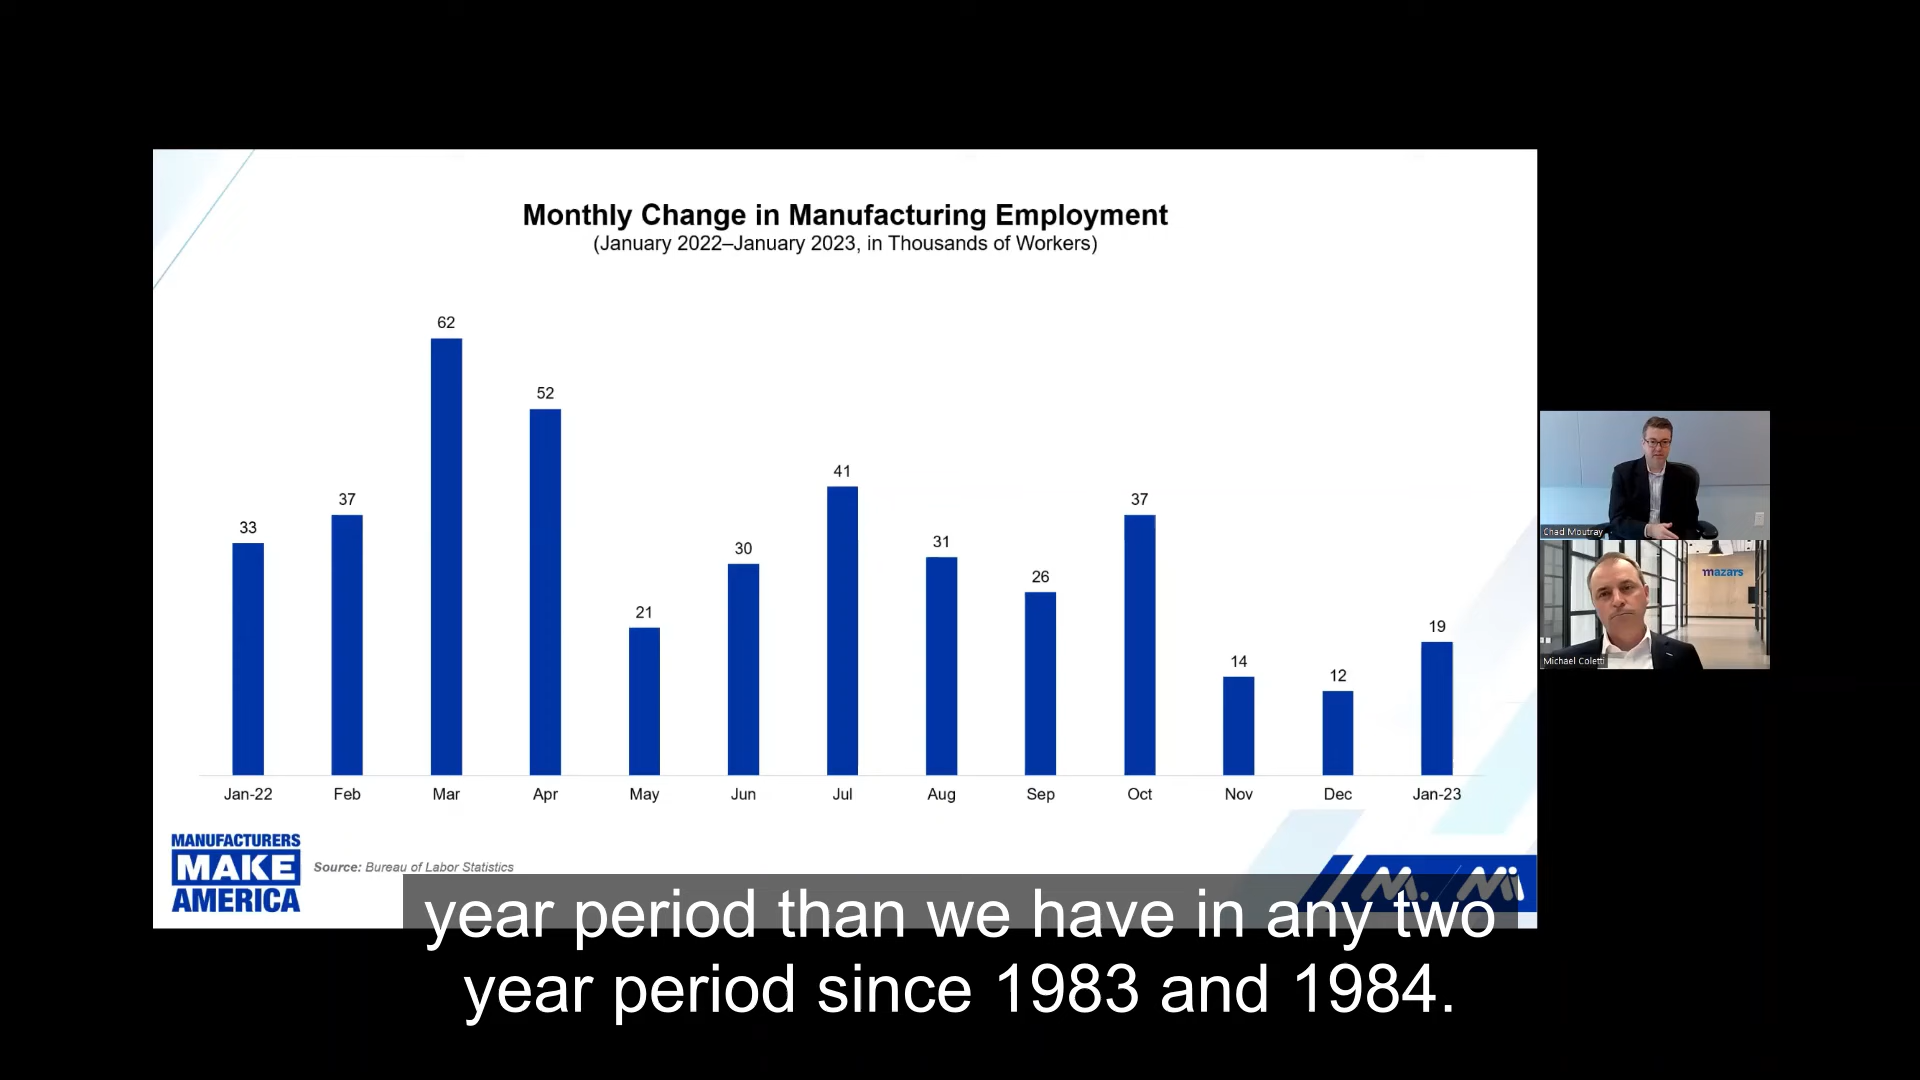 Monthly Change in Manufacturing Employment
(January 2022–January 2023, in Thousands of Workers)
62
52
41
37
37
33
31
30
26
21
19
14
12
Jan-22 Feb Mar Apr May Jun Jul Aug Sep Oct Nov Dec Jan-23
MANUFACTURERS
MAKE
AMERICA
Source: Bureau of Labor Statistics
Chad Moutray
mazars
Michael Coletti
year period than we have in any two
year period since 1983 and 1984.